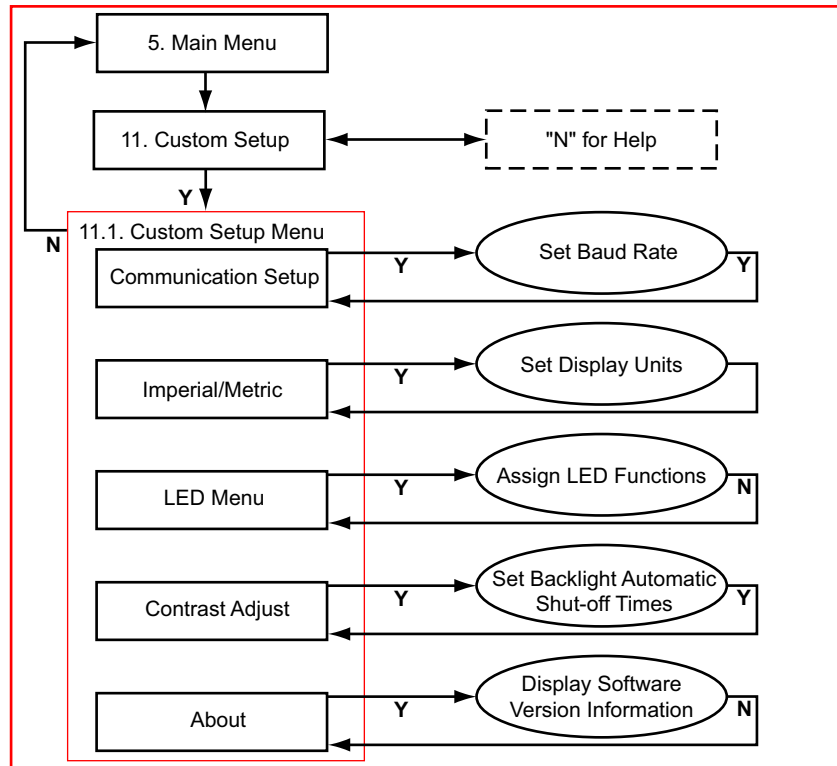 5. Main Menu
11. Custom Setup
"N" for Help
Y
N
11.1. Custom Setup Menu
Communication Setup
Y
Set Baud Rate
Y
Imperial/Metric
Y
Set Display Units
LED Menu
Y
Assign LED Functions
N
Contrast Adjust
Y
Set Backlight Automatic
Shut-off Times
Y
About
Y
Display Software
Version Information
N